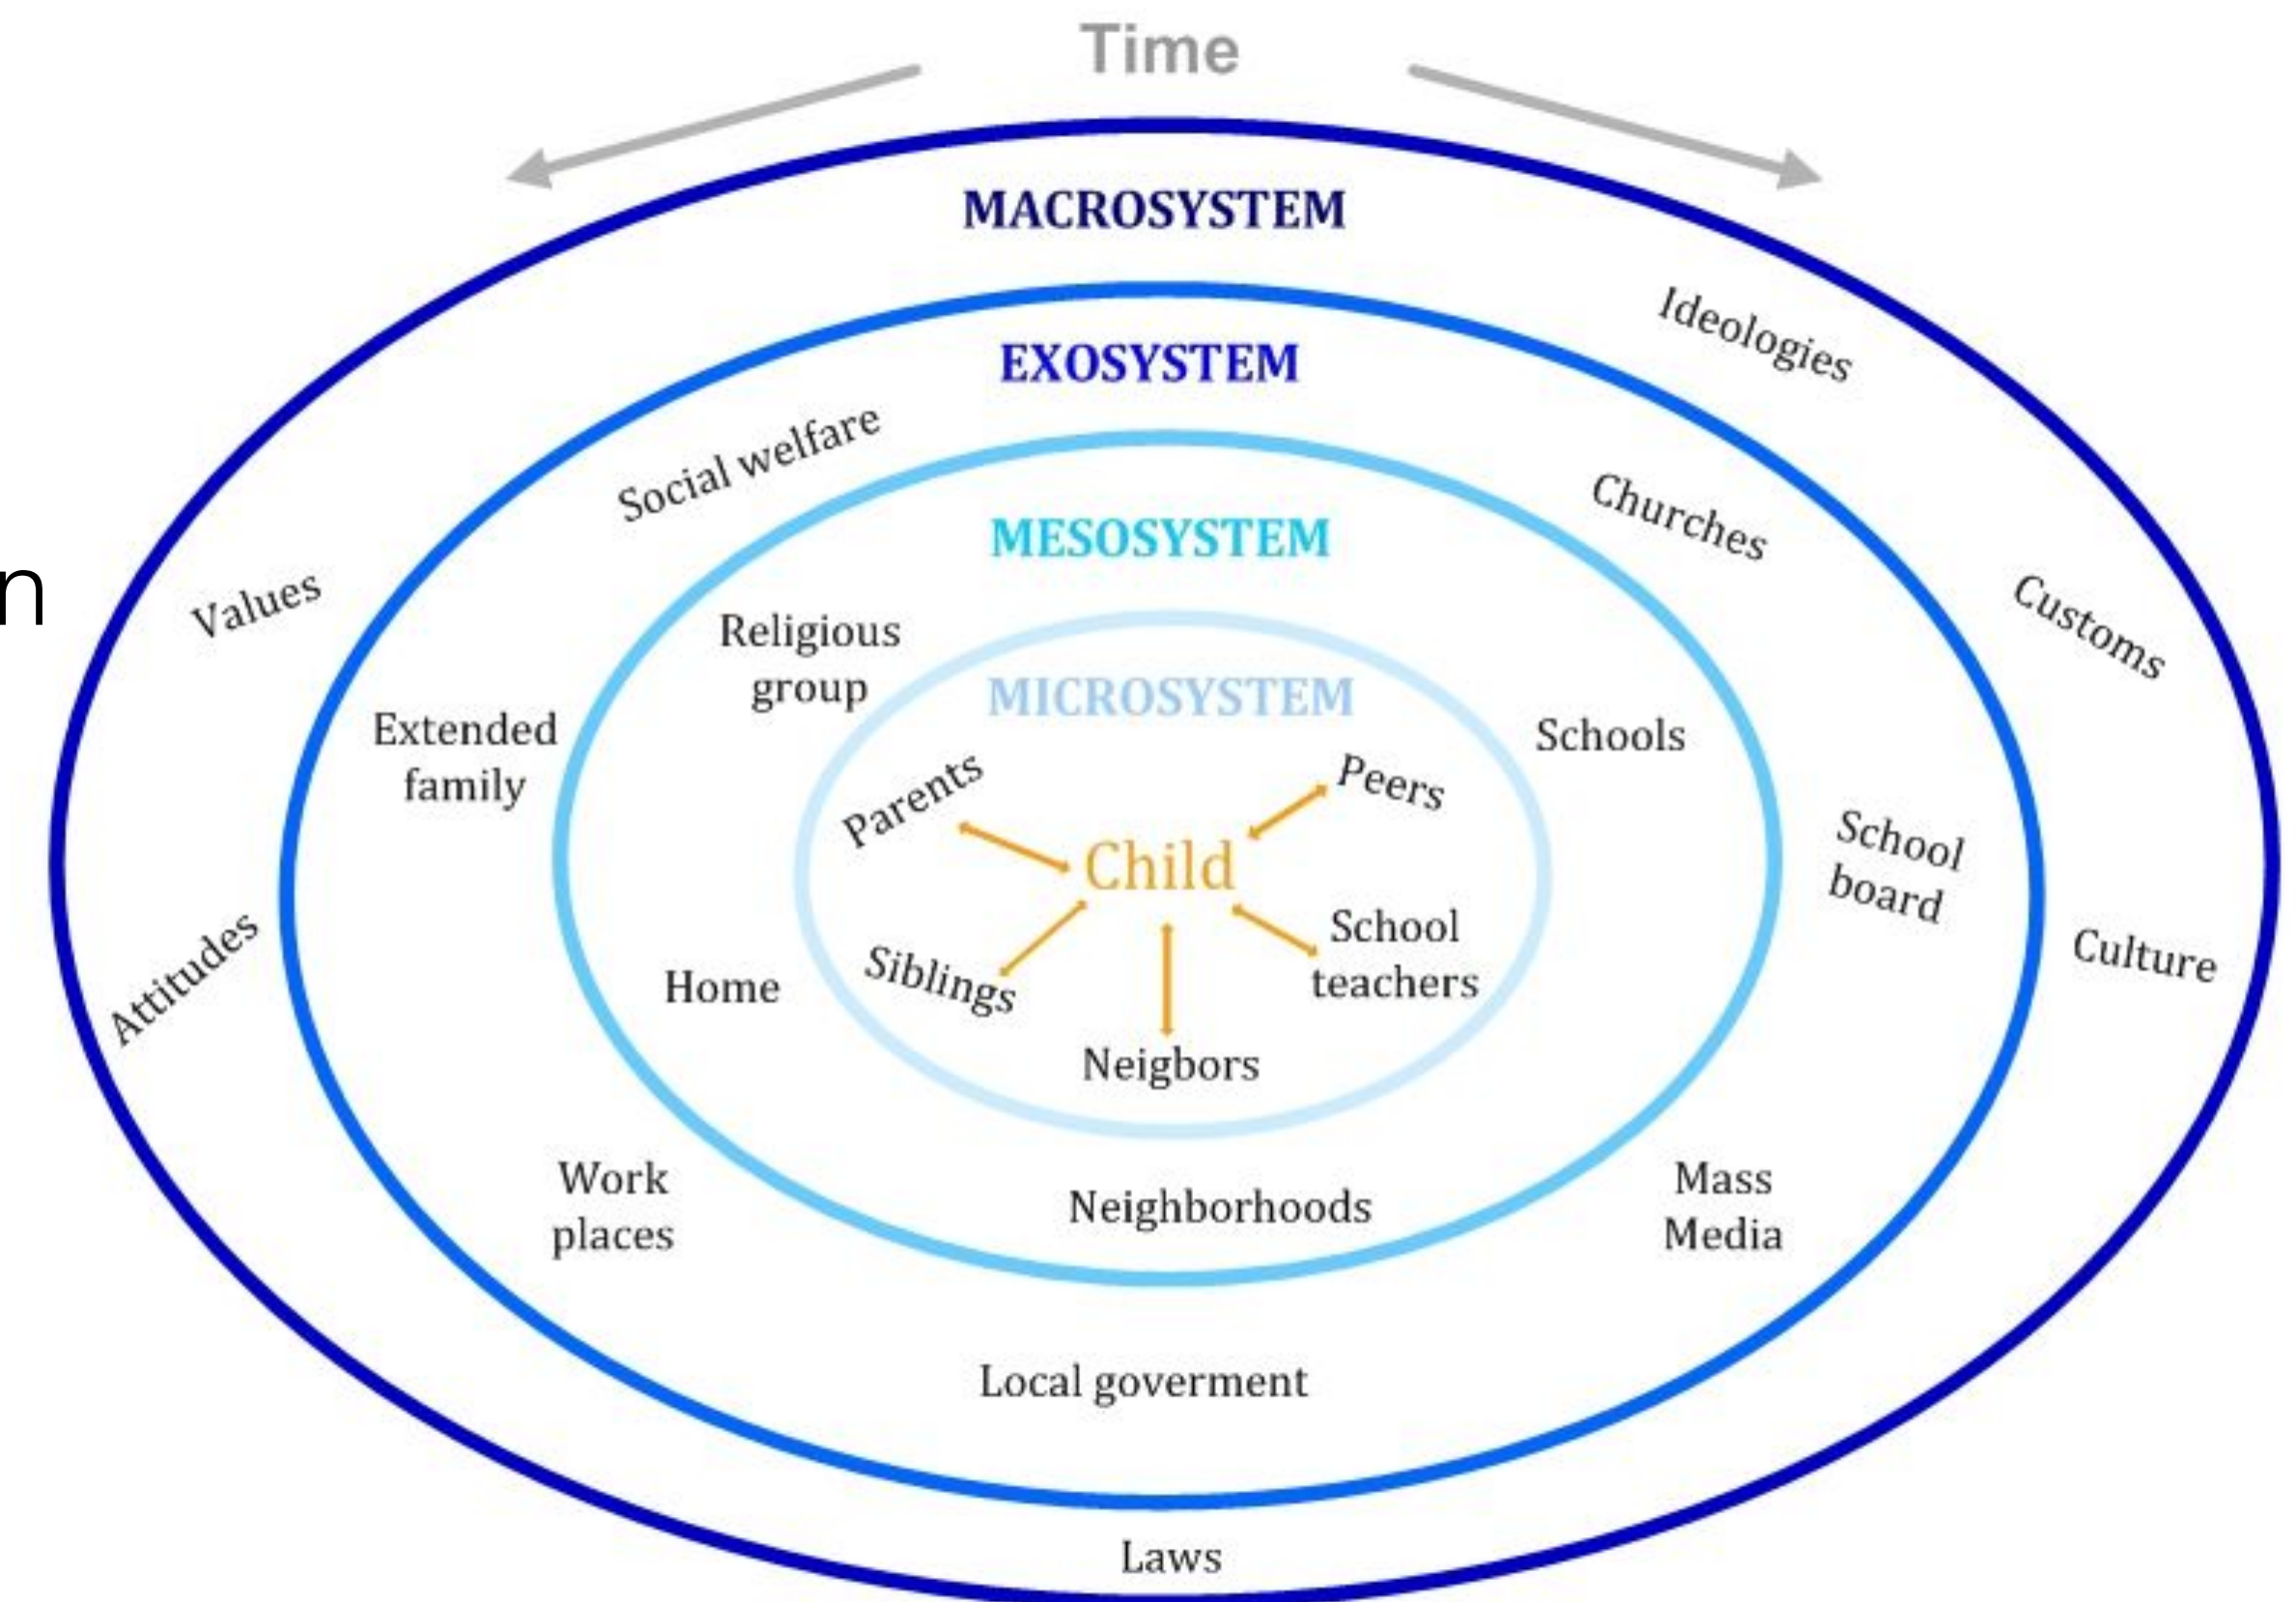 Time
MACROSYSTEM
Ideologies
EXOSYSTEM
Social welfare
Churches
MESOSYSTEM
n
Values
Customs
Religious
group
MICROSYSTEM
Extended
family
Schools
Parents
Peers
Child
School
board
Attitudes
Siblings
School
teachers
Culture
Home
Neigbors
Work
places
Neighborhoods
Mass
Media
Local goverment
Laws